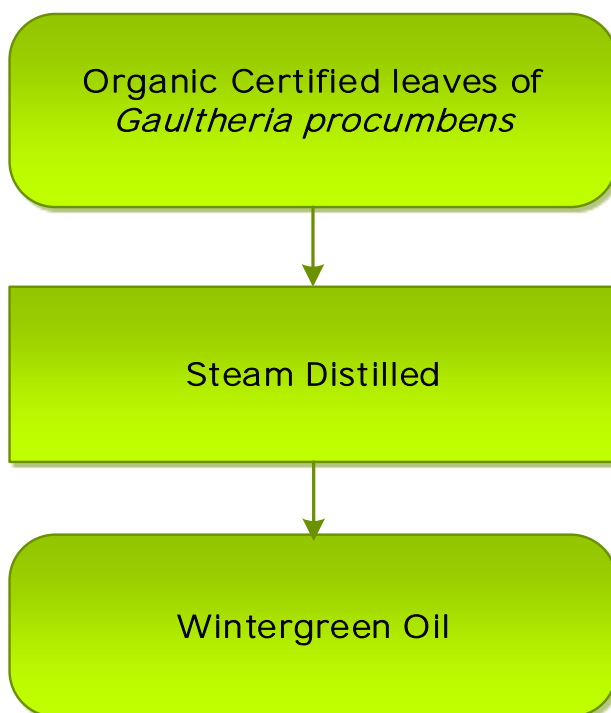 Organic Certified leaves of
Gaultheria procumbens
Steam Distilled
Wintergreen Oil